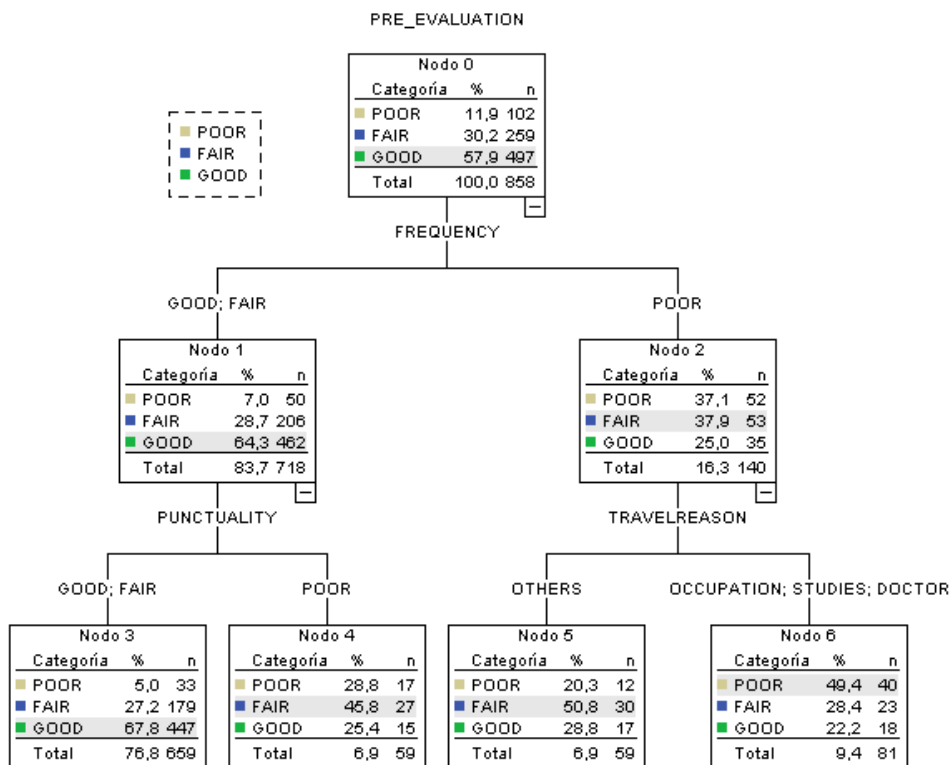 PRE_EVALUATION
Nodo 0
Categoría % n
POOR 11,9 102
FAIR 30,2 259
GOOD 57,9 497
Total 100,0 858
POOR
FAIR
GOOD
FREQUENCY
GOOD; FAIR
POOR
Nodo 1
Categoría % n
POOR 7,0 50
FAIR 28,7 206
GOOD 64,3 462
Total 83,7 718
Nodo 2
Categoría % n
POOR 37,1 52
FAIR 37,9 53
GOOD 25,0 35
Total 16,3 140
PUNCTUALITY
TRAVELREASON
GOOD; FAIR
POOR
OTHERS
OCCUPATION; STUDIES; DOCTOR
Nodo 3
Categoría % n
POOR 5,0 33
FAIR 27,2 179
GOOD 67,8 447
Total 76,8 659
Nodo 4
Categoría % n
POOR 28,8 17
FAIR 45,8 27
GOOD 25,4 15
Total 6,9 59
Nodo 5
Categoría % n
POOR 20,3 12
FAIR 50,8 30
GOOD 28,8 17
Total 6,9 59
Nodo 6
Categoría % n
POOR 49,4 40
FAIR 28,4 23
GOOD 22,2 18
Total 9,4 81